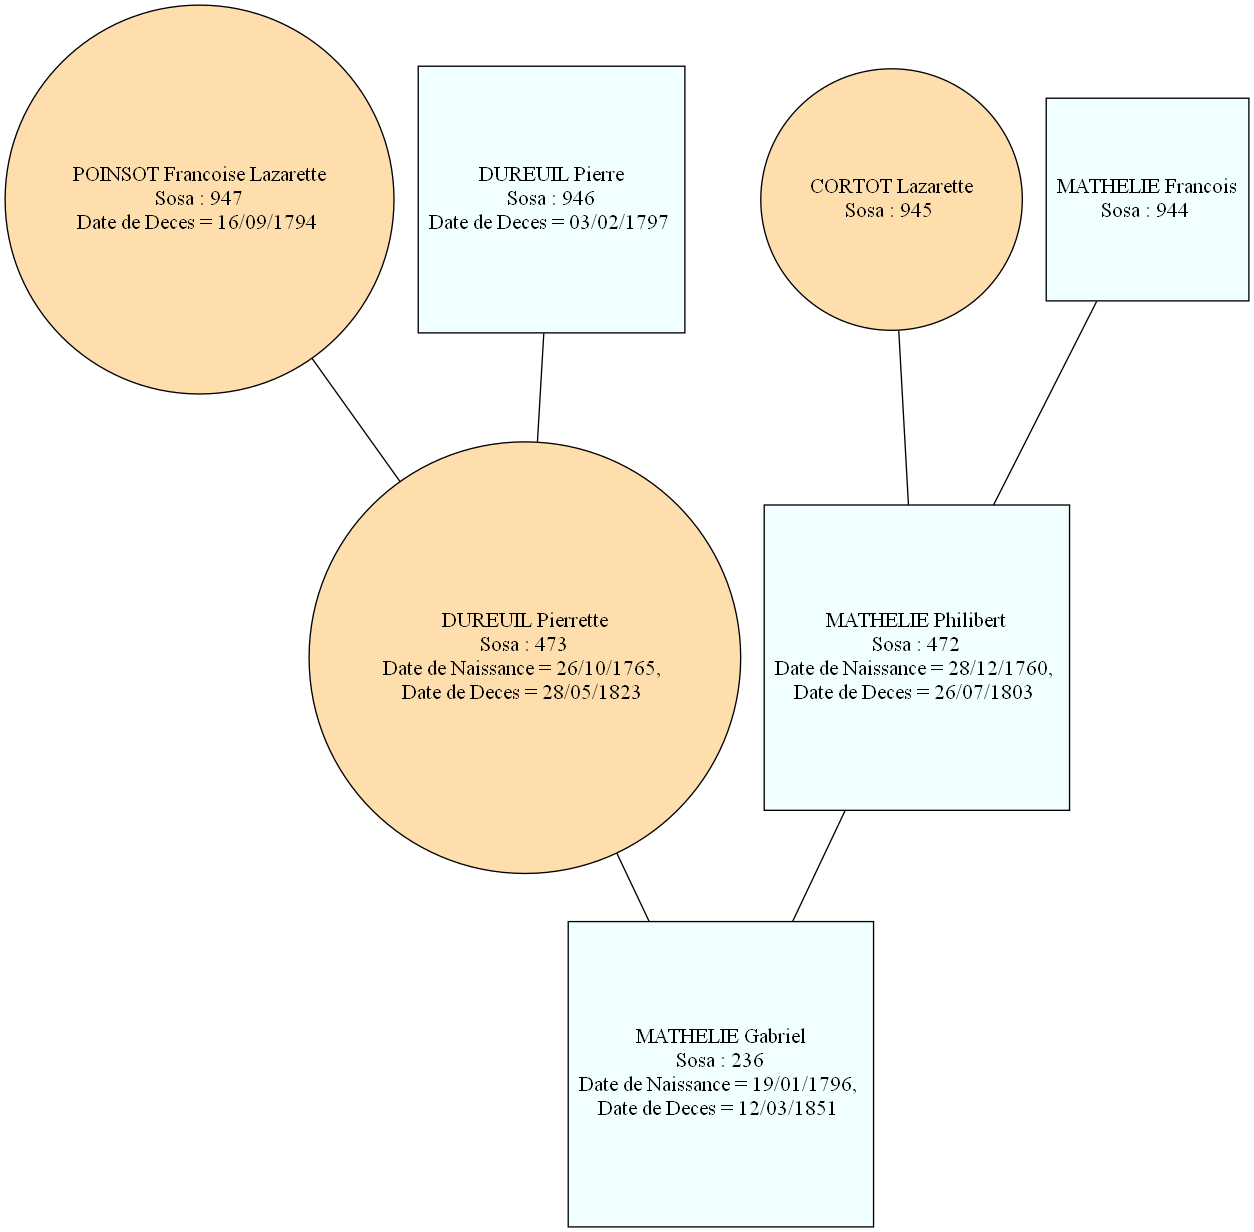 POINSOT Francoise Lazarette
Sosa : 947
Date de Deces = 16/09/1794
DUREUIL Pierre
Sosa : 946
Date de Deces = 03/02/1797
CORTOT Lazarette
Sosa : 945
MATHELIE Francois
Sosa : 944
DUREUIL Pierrette
Sosa : 473
Date de Naissance = 26/10/1765,
Date de Deces = 28/05/1823
MATHELIE Philibert
Sosa : 472
Date de Naissance = 28/12/1760,
Date de Deces = 26/07/1803
MATHELIE Gabriel
Sosa : 236
Date de Naissance = 19/01/1796,
Date de Deces = 12/03/1851